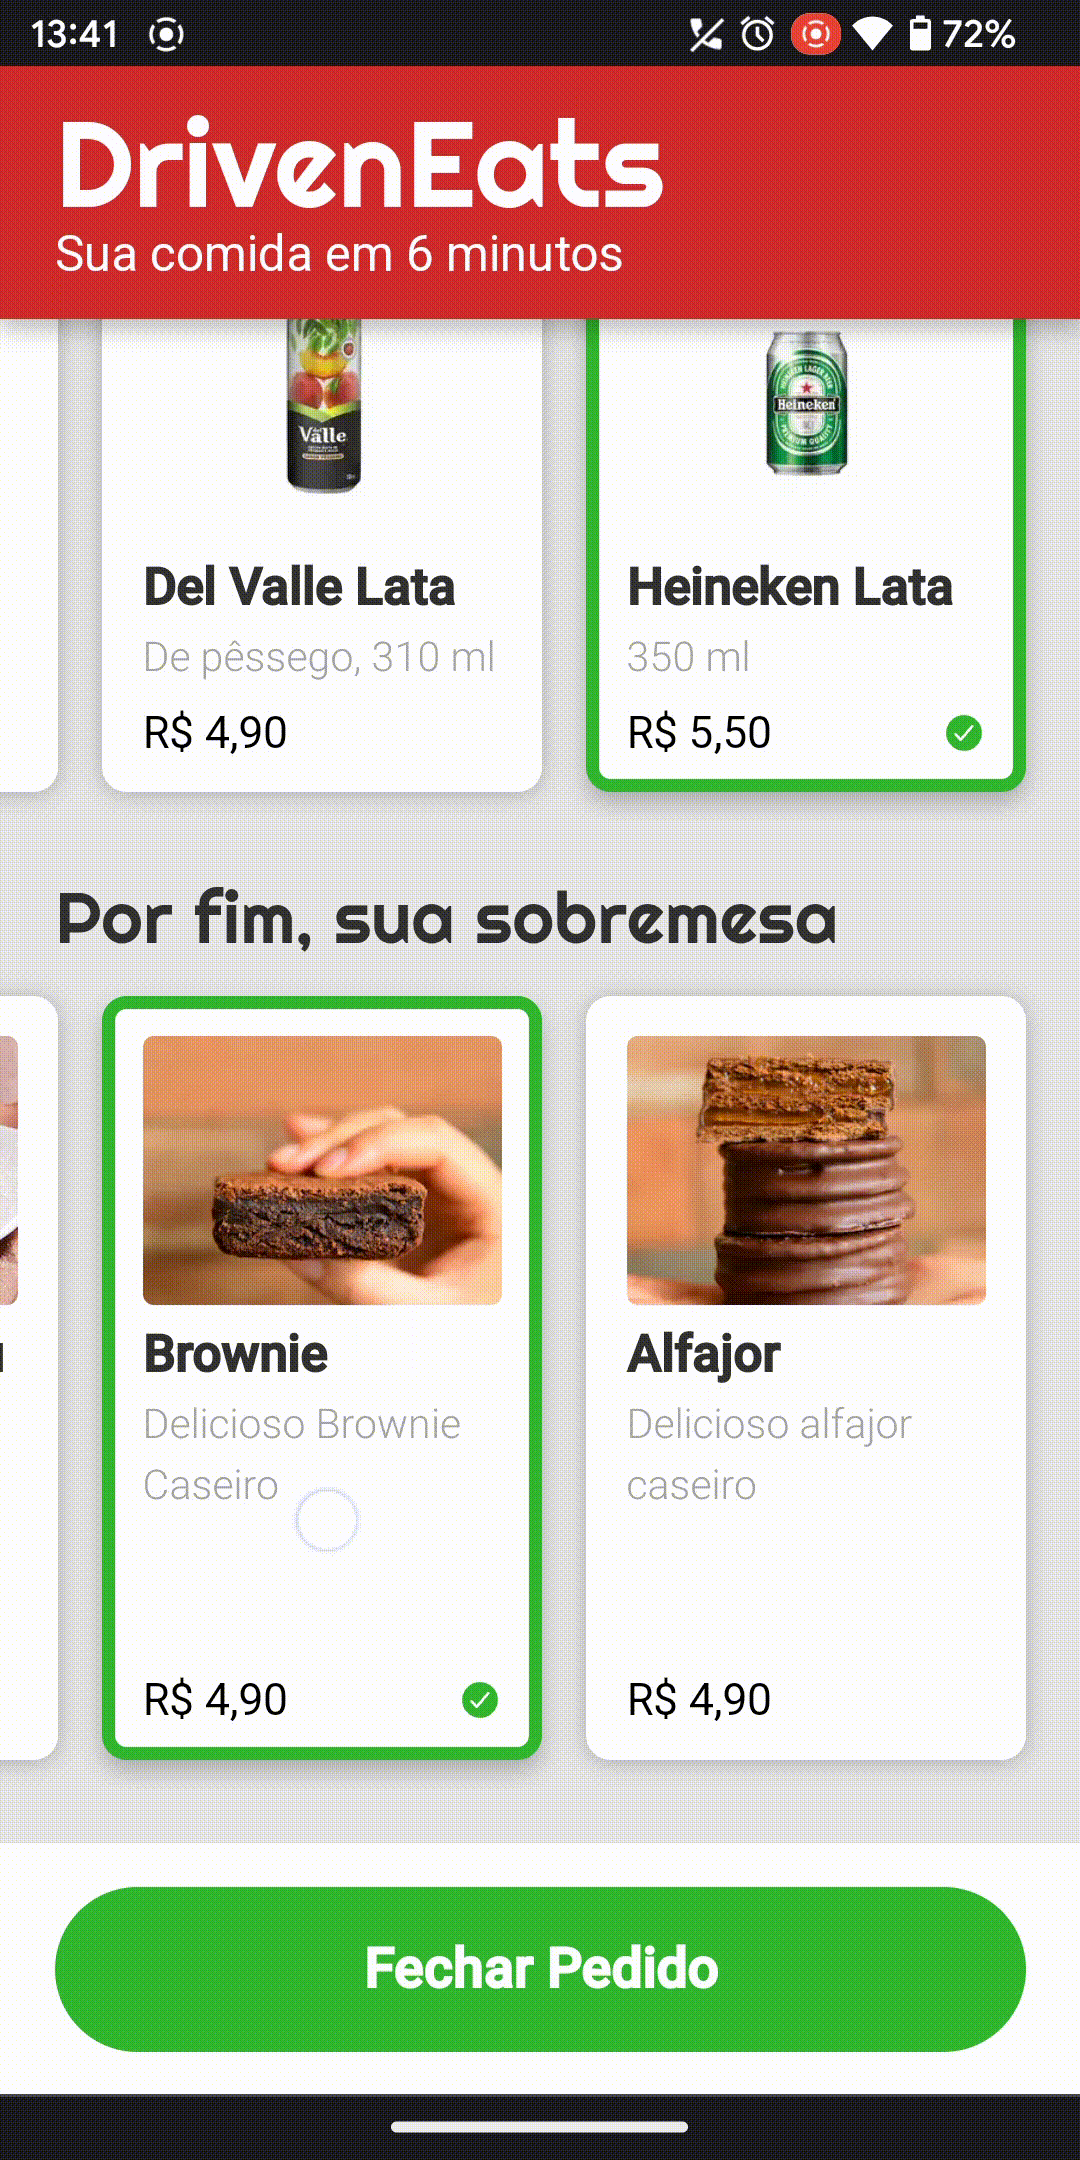 13:41 72%
DrivenEats
Sua comida em 6 minutos
Valle
Heineken
Del Valle Lata
De pêssego, 310 ml
R$ 4,90
Heineken Lata
350 ml
R$ 5,50
Por fim, sua sobremesa
Brownie
Delicioso Brownie
Caseiro
R$ 4,90
Alfajor
Delicioso alfajor
caseiro
R$ 4,90
Fechar Pedido